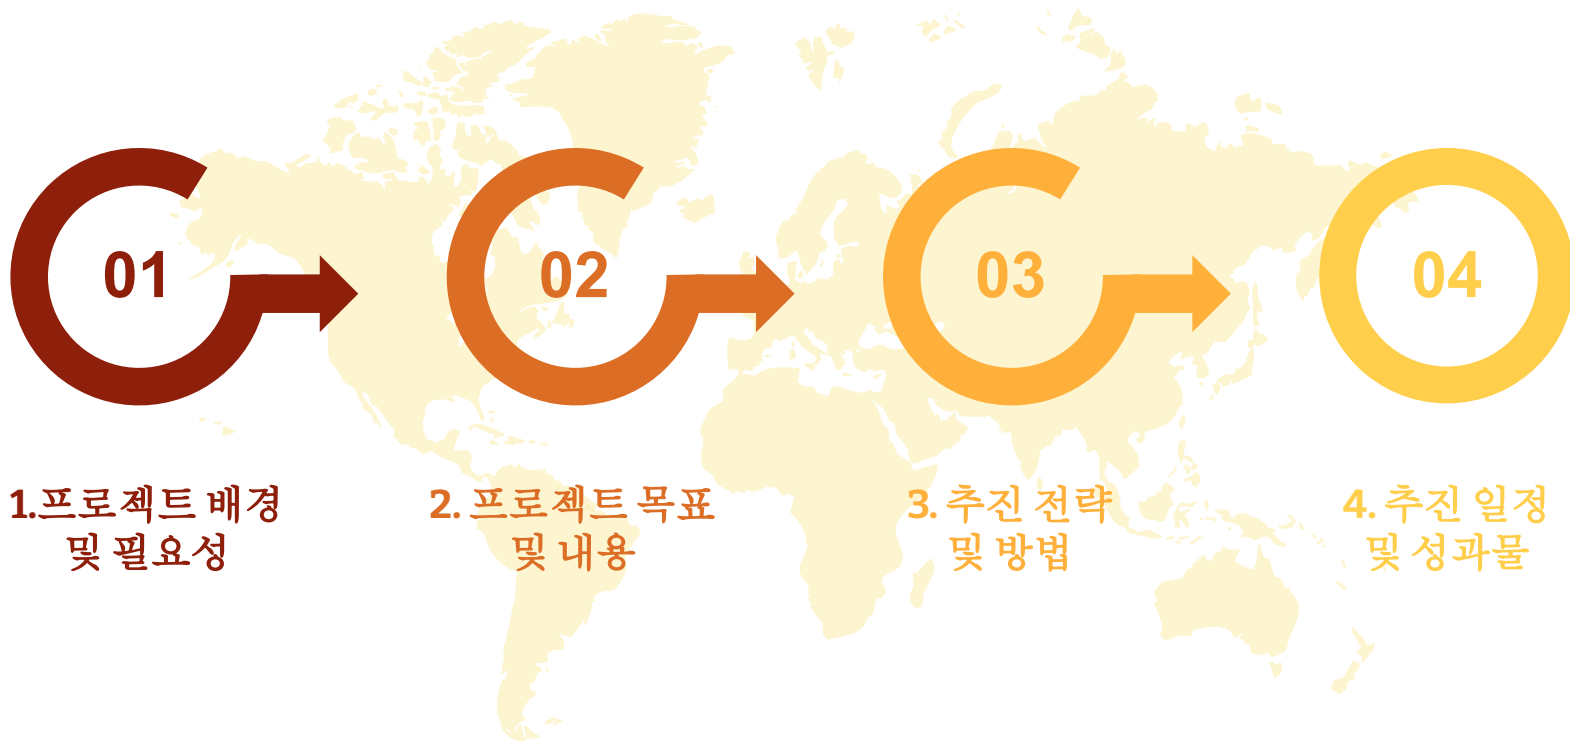 01
02
03
04
1.프로젝트 배경
및 필요성
2. 프로젝트 목표
및 내용
3. 추진 전략
및 방법
4. 추진 일정
및 성과물